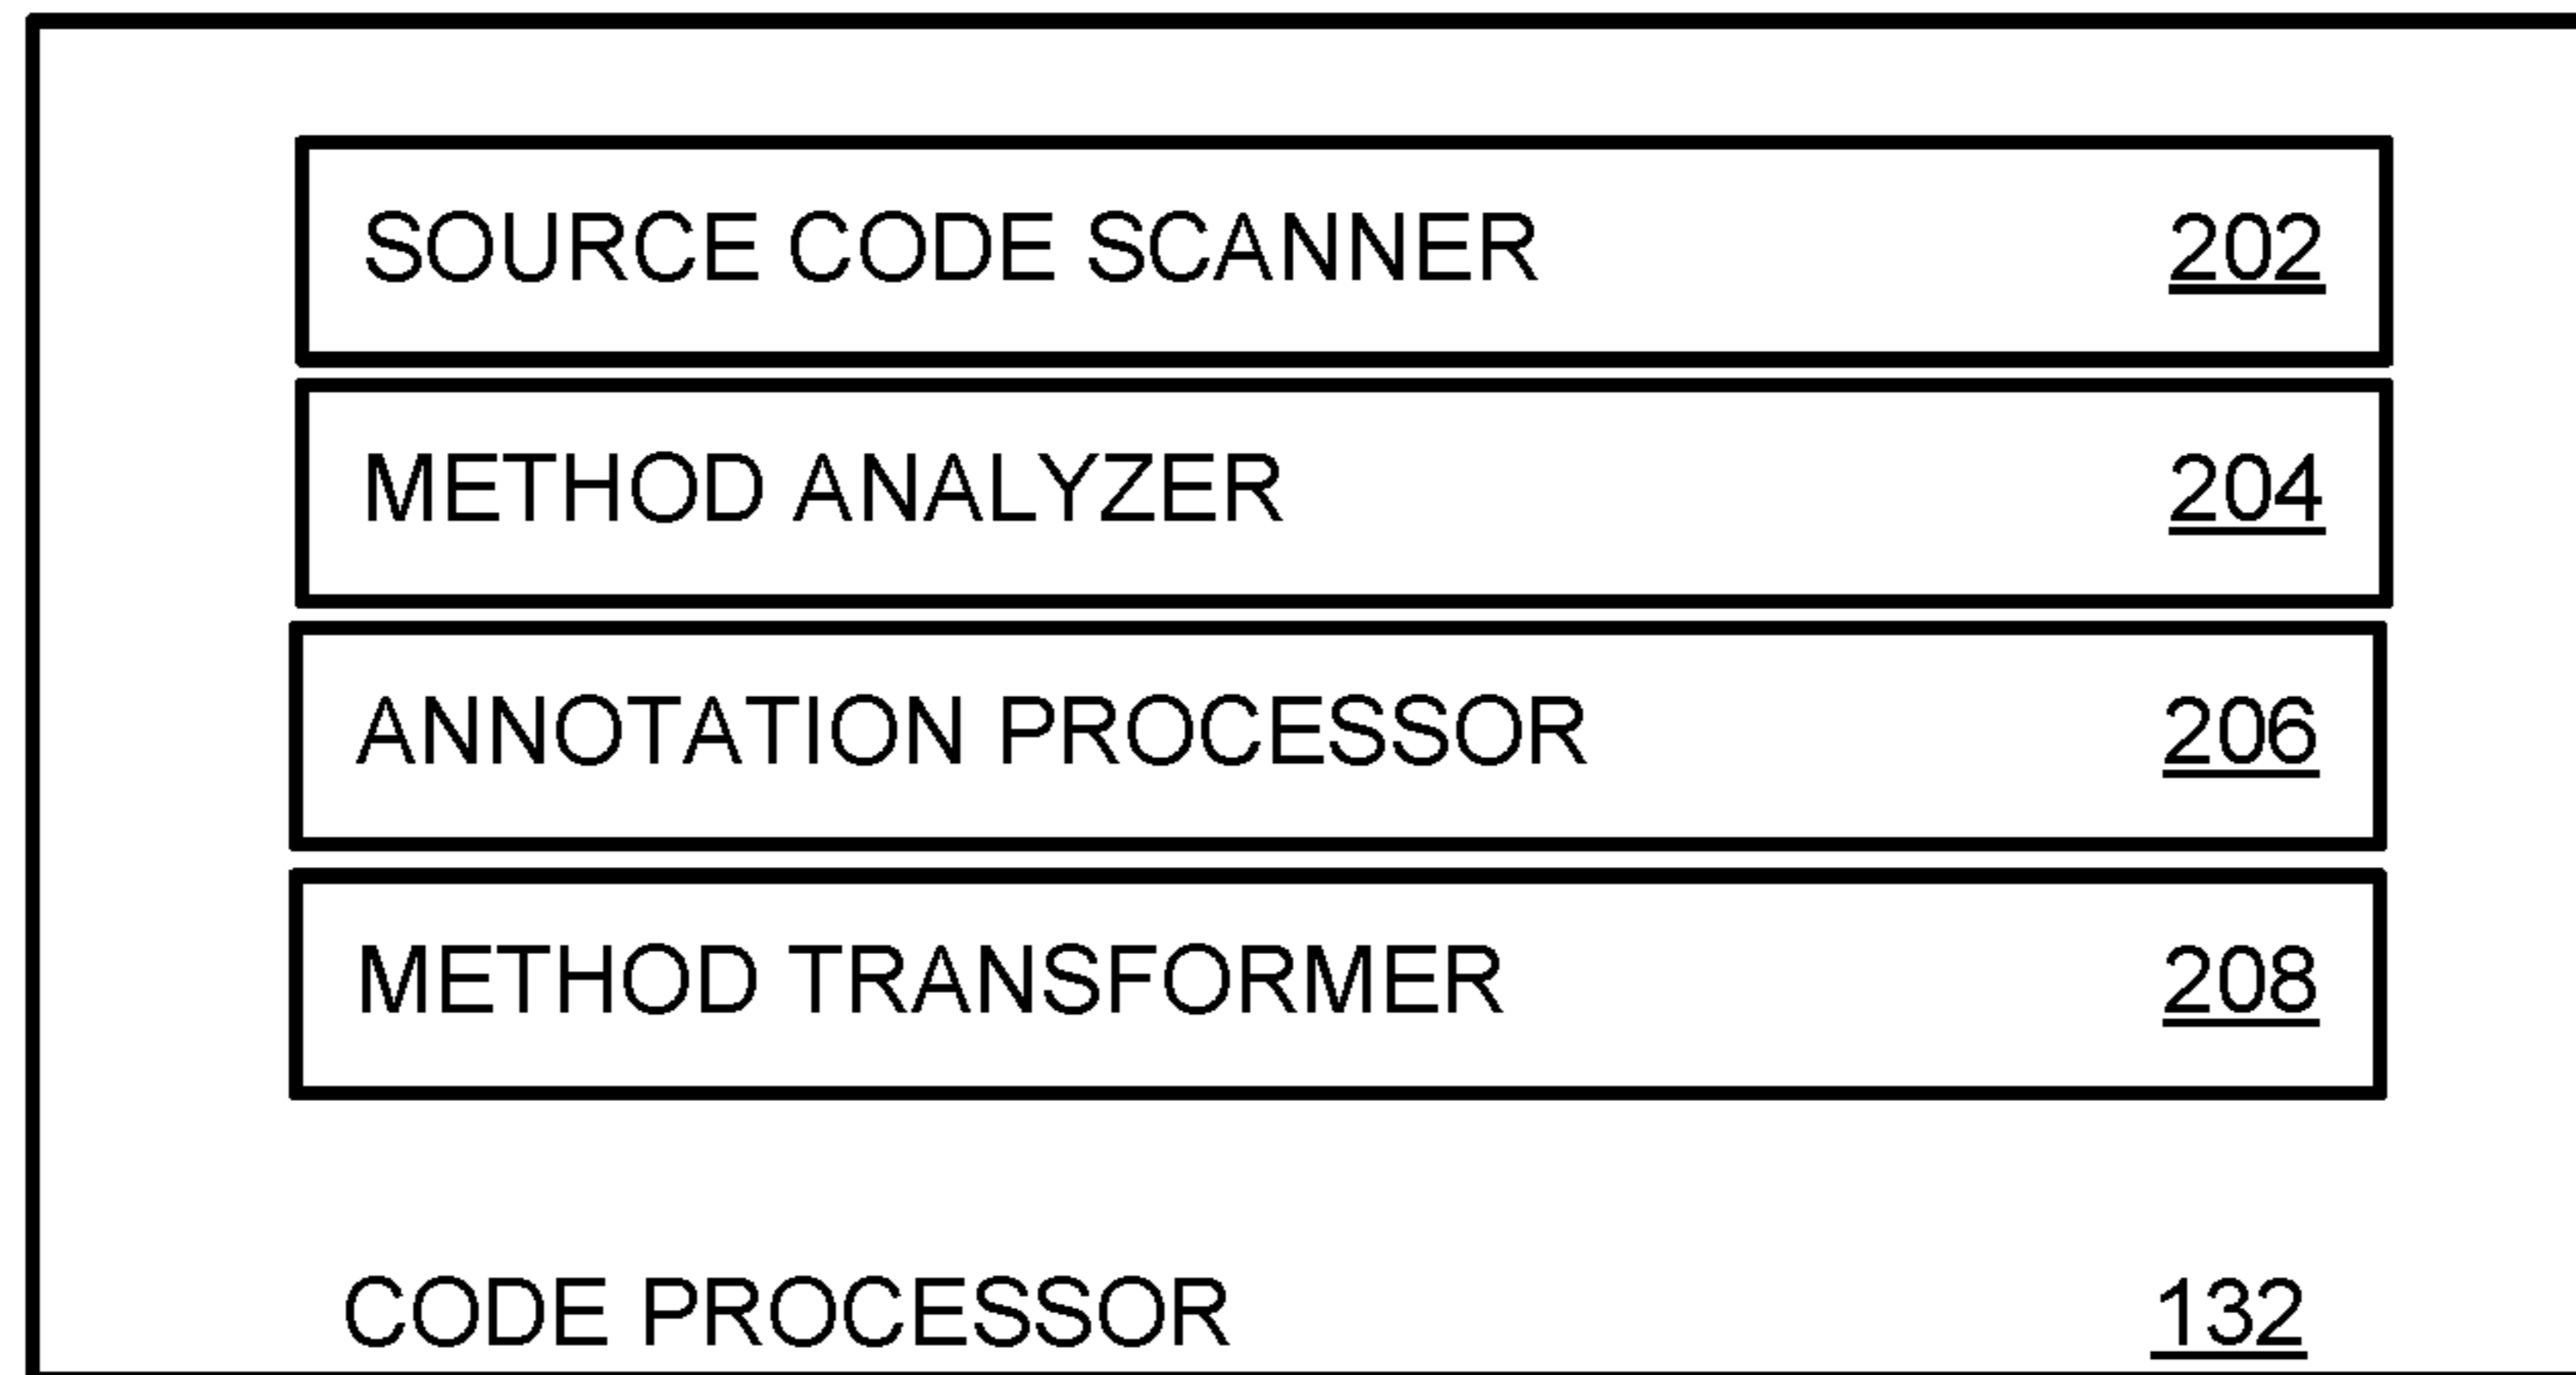 SOURCE CODE SCANNER 202
METHOD ANALYZER 204
ANNOTATION PROCESSOR 206
METHOD TRANSFORMER 208
CODE PROCESSOR 132